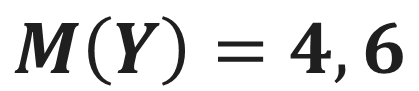 M(Y) = 4, 6